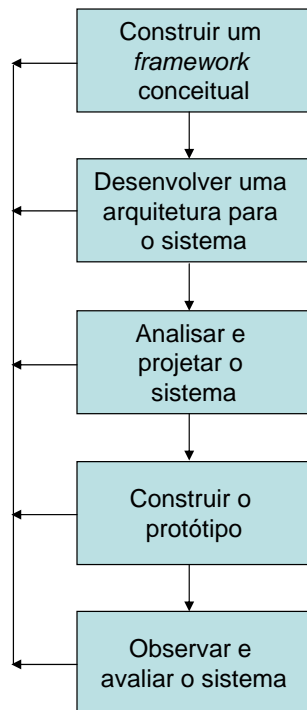 Construir um
framework
conceitual
Desenvolver uma
arquitetura para
o sistema
Analisar e
projetar o
sistema
Construir o
protótipo
Observar e
avaliar o sistema